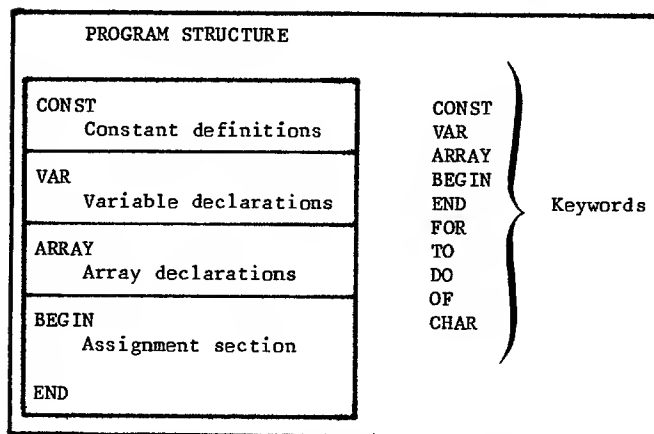 PROGRAM STRUCTURE
CONST
Constant definitions
VAR
Variable declarations
ARRAY
Array declarations
BEGIN
Assignment section
END
CONST
VAR
ARRAY
BEGIN
END
FOR
TO
DO
OF
CHAR
Keywords